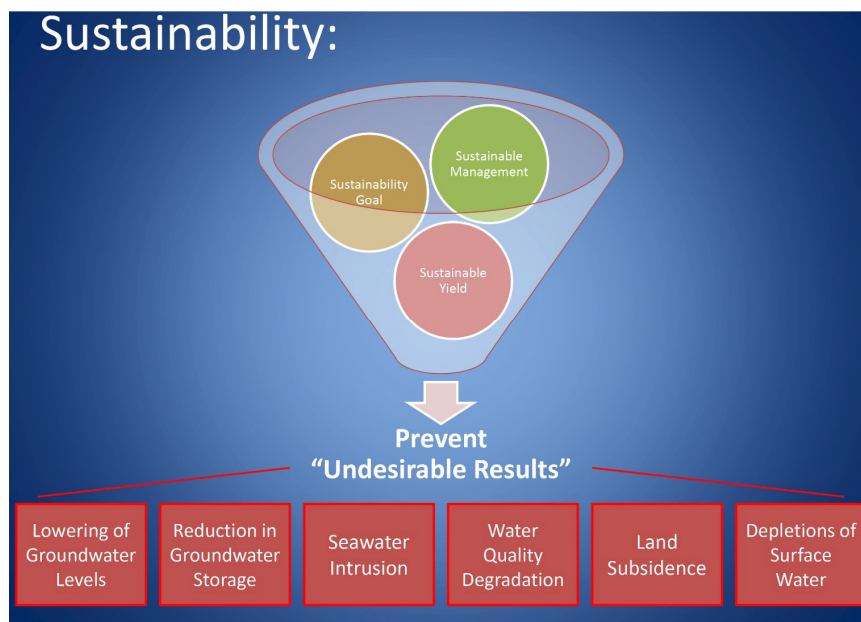 Sustainability:
Sustainable
Management
Sustainability
Goal
Sustainable
Yield
Prevent
“Undesirable Results”
Lowering of
Groundwater
Levels
Reduction in
Groundwater
Storage
Seawater
Intrusion
Water
Quality
Degradation
Land
Subsidence
Depletions of
Surface
Water